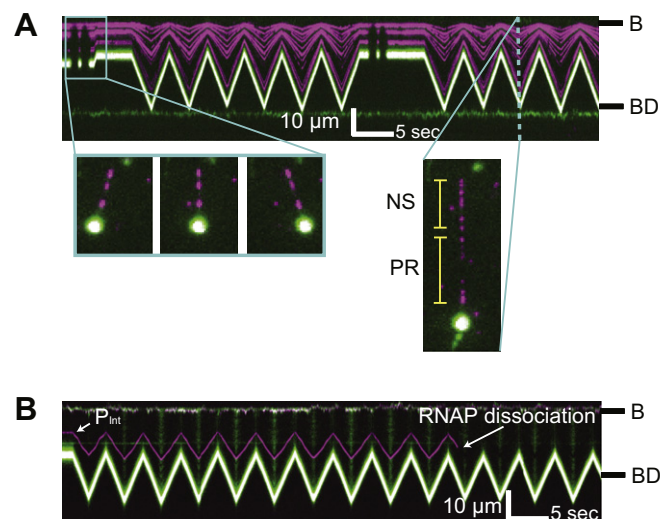 A
B
BD
10 µm
5 sec
NS
PR
B
PInt
RNAP dissociation
B
BD
10 µm
5 sec